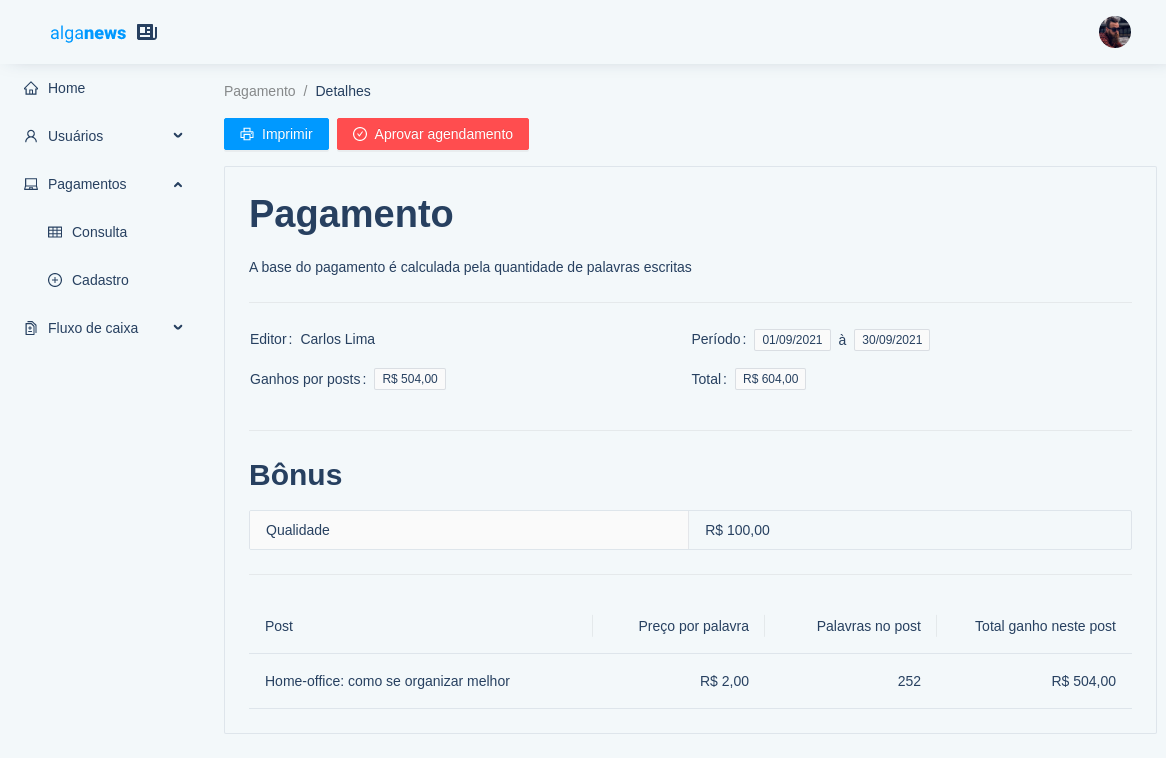 alganews
Home
Usuários
Pagamentos
Consulta
Cadastro
Fluxo de caixa
Pagamento / Detalhes
Imprimir Aprovar agendamento
Pagamento
A base do pagamento é calculada pela quantidade de palavras escritas
Editor: Carlos Lima Período: 01/09/2021 à 30/09/2021
Ganhos por posts: R$ 504,00 Total: R$ 604,00
Bônus
Qualidade R$ 100,00
Post Preço por palavra Palavras no post Total ganho neste post
Home-office: como se organizar melhor R$ 2,00 252 R$ 504,00